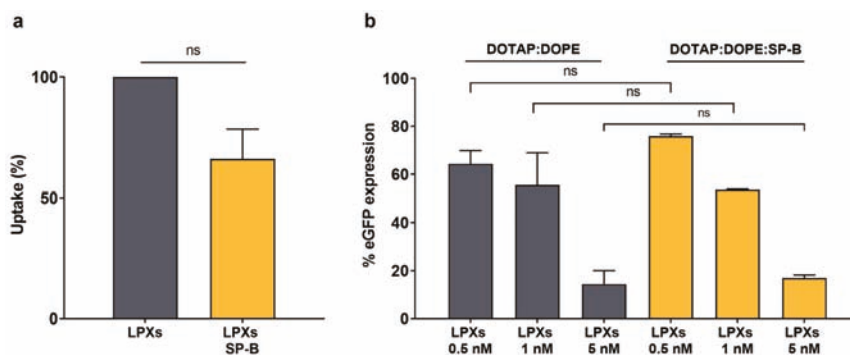 a
ns
100
50
0
Uptake (%)
LPXs
LPXs
SP-B
b
DOTAP:DOPE
DOTAP:DOPE:SP-B
ns
ns
ns
100
80
60
40
20
0
% eGFP expression
LPXs LPXs LPXs LPXs LPXs LPXs
0.5 nM 1 nM 5 nM 0.5 nM 1 nM 5 nM